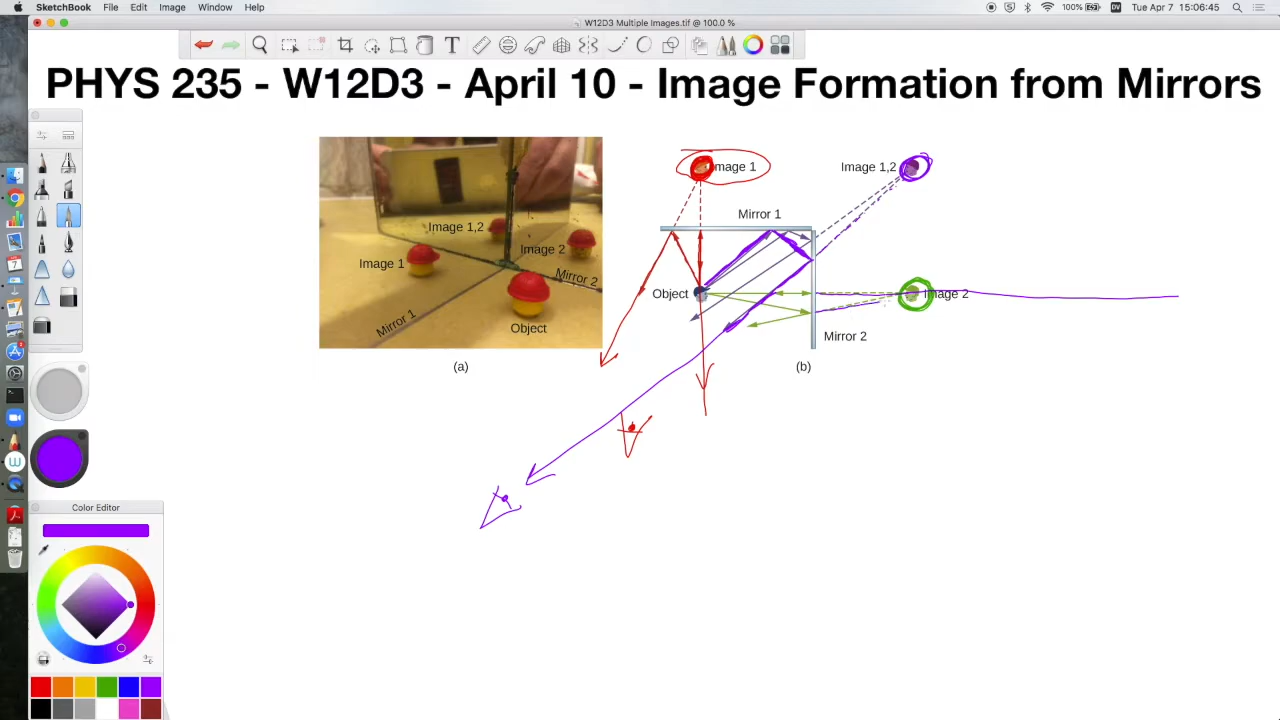 SketchBook File Edit Image Window Help
100% Tue Apr 7 15:06:45
W12D3 Multiple Images.tif @ 100.0 %
PHYS 235 - W12D3 - April 10 - Image Formation from Mirrors
Image 1
Image 1,2
Mirror 1
Image 1,2
Image 2
Image 1
Mirror 2
Object
Image 2
Mirror 1
Object
Mirror 2
(a)
(b)
Color Editor